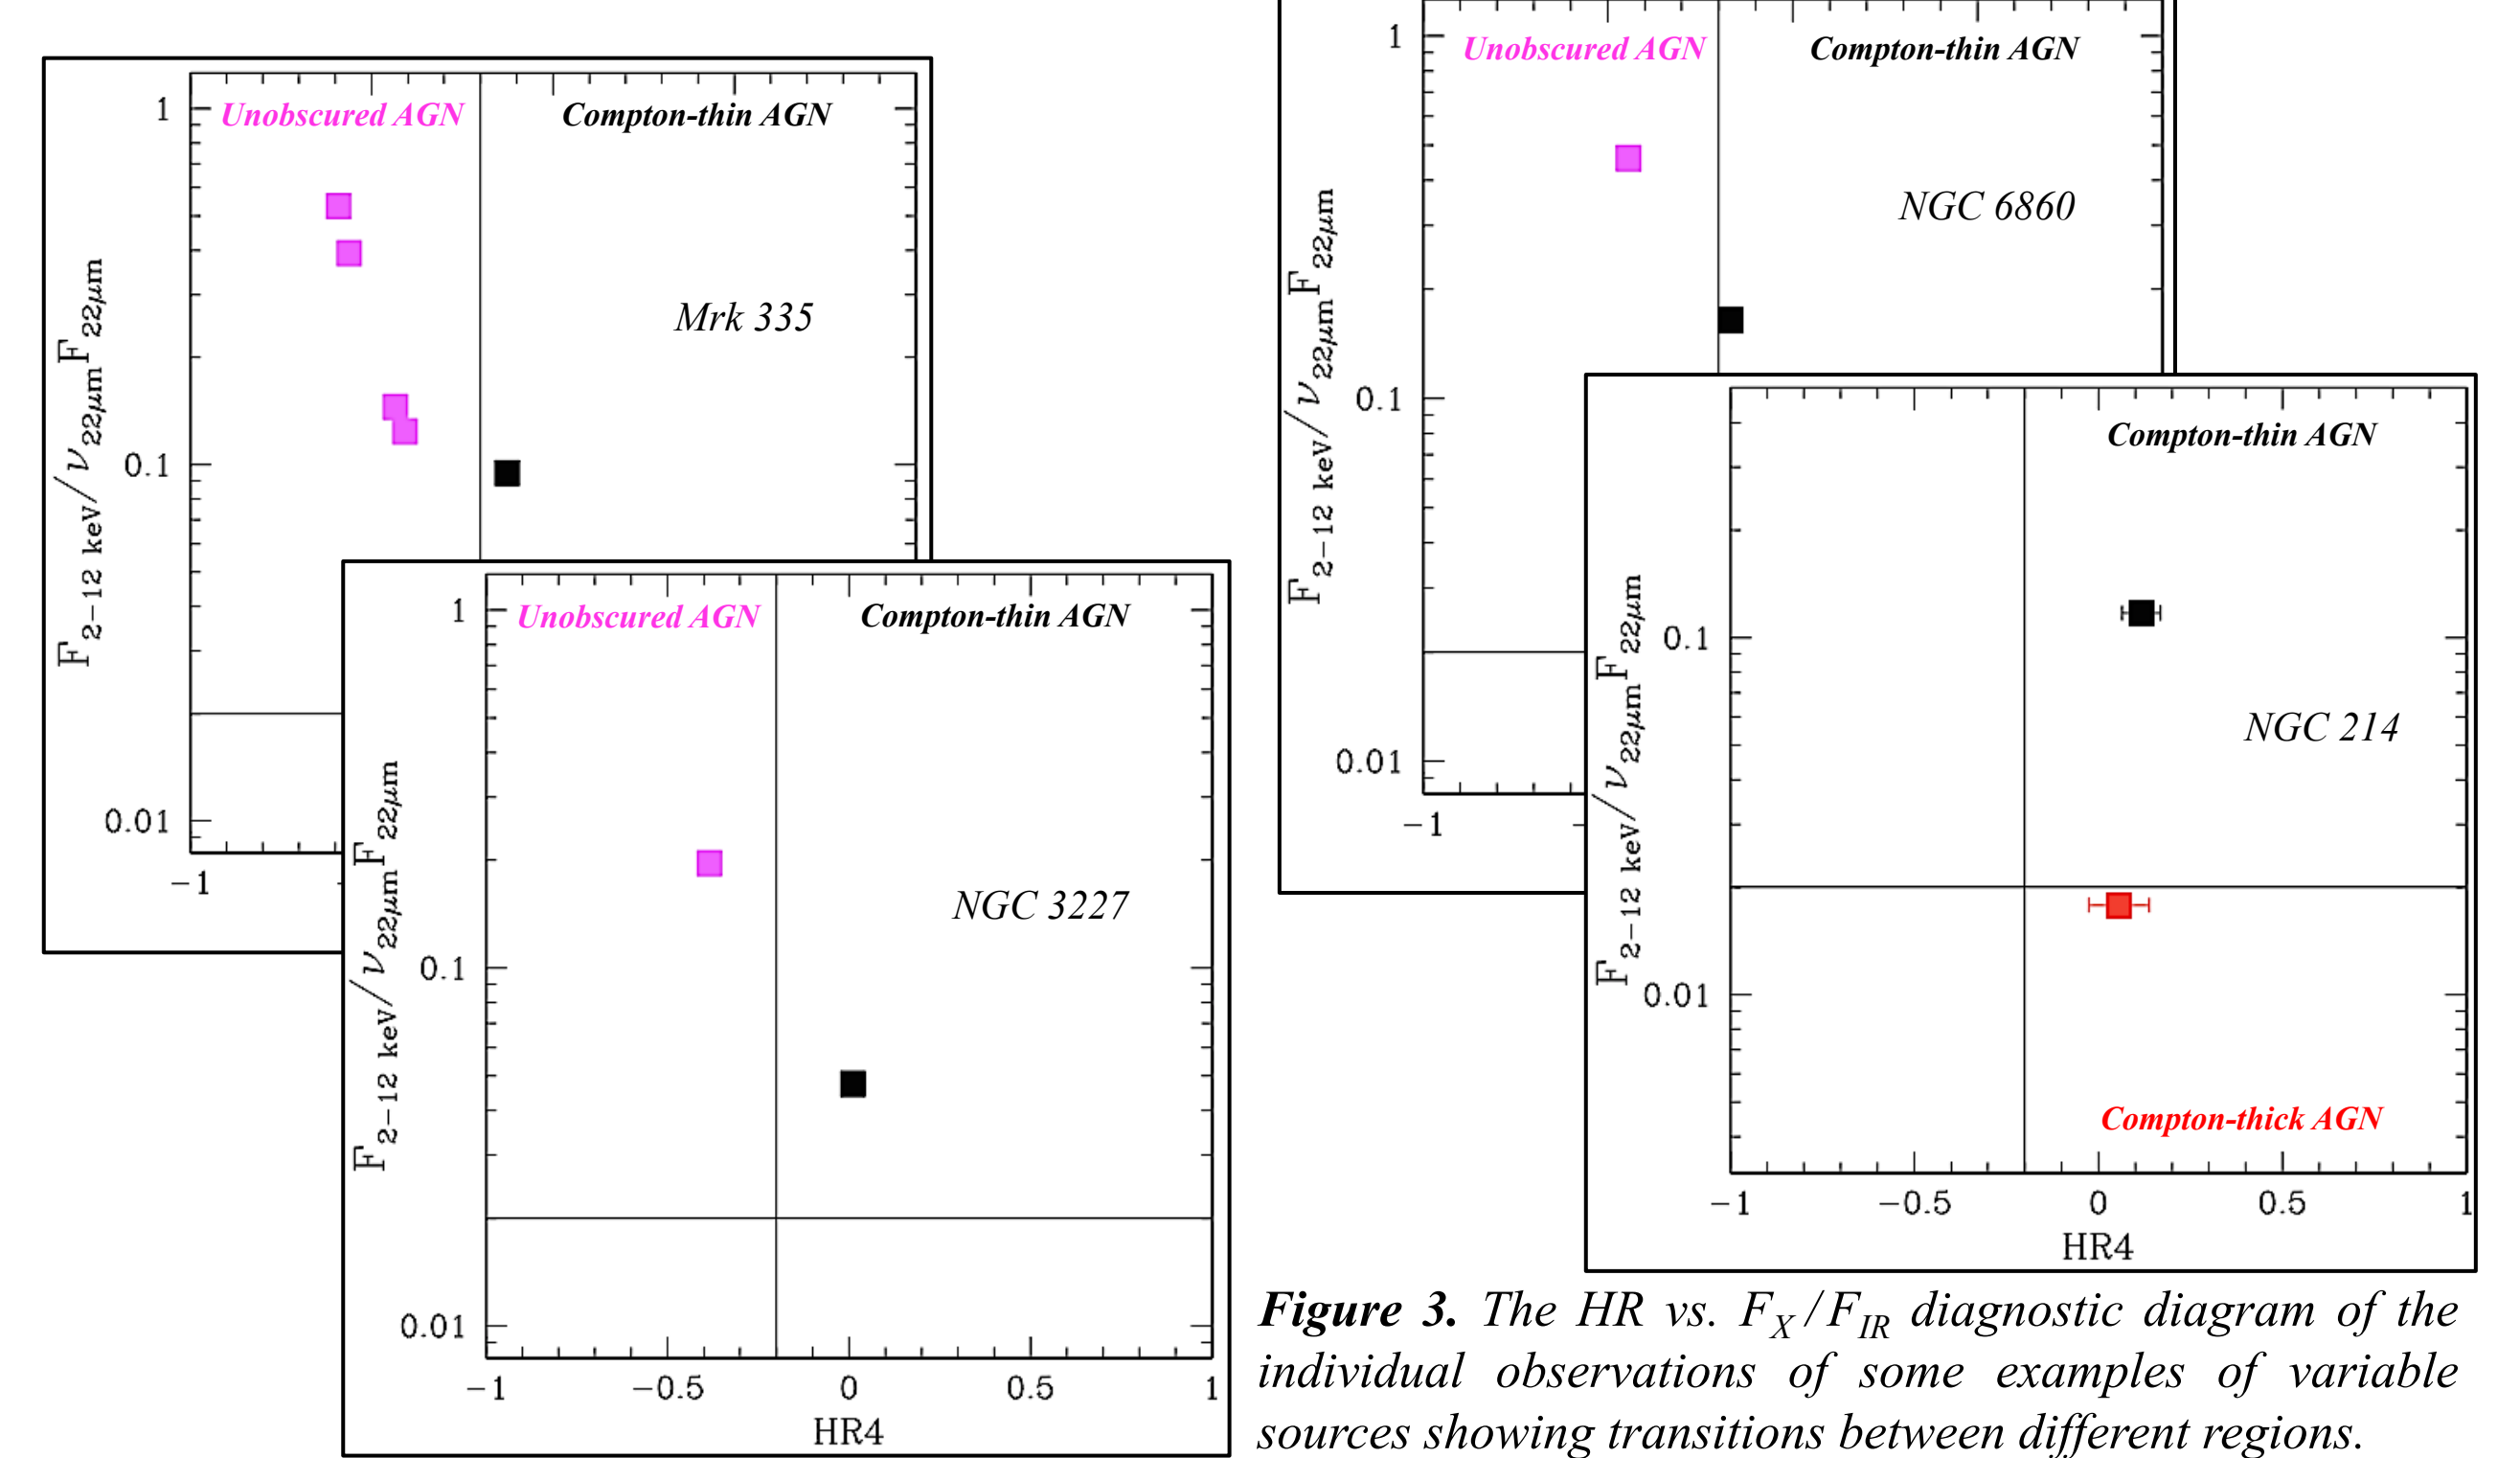 1
Unobscured AGN
Compton-thin AGN
Mrk 335
0.1
0.01
−1
F2−12 keV/ν22μmF22μm
1
Unobscured AGN
Compton-thin AGN
NGC 3227
0.1
0.01
−1 −0.5 0 0.5 1
HR4
F2−12 keV/ν22μmF22μm
1
Unobscured AGN
Compton-thin AGN
NGC 6860
0.1
0.01
−1
F2−12 keV/ν22μmF22μm
Compton-thin AGN
0.1
NGC 214
0.01
Compton-thick AGN
−1 −0.5 0 0.5 1
HR4
F2−12 keV/ν22μmF22μm
Figure 3. The HR vs. FX/FIR diagnostic diagram of the
individual observations of some examples of variable
sources showing transitions between different regions.